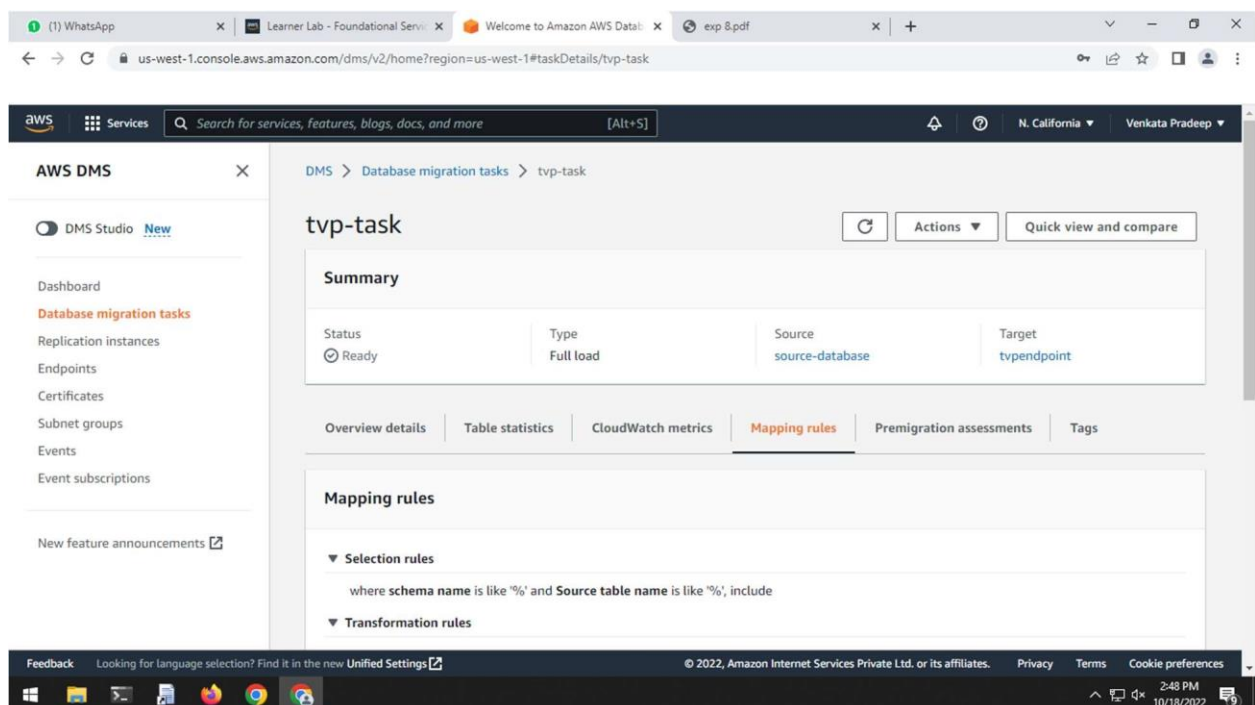 (1) WhatsApp
Learner Lab - Foundational Servic
Welcome to Amazon AWS Datab
exp 8.pdf
us-west-1.console.aws.amazon.com/dms/v2/home?region=us-west-1#taskDetails/tvp-task
aws Services Search for services, features, blogs, docs, and more [Alt+S] N. California ▼ Venkata Pradeep ▼
AWS DMS
DMS Studio New
Dashboard
Database migration tasks
Replication instances
Endpoints
Certificates
Subnet groups
Events
Event subscriptions
New feature announcements
DMS > Database migration tasks > tvp-task
tvp-task
Actions ▼ Quick view and compare
Summary
Status Type Source Target
Ready Full load source-database tvpendpoint
Overview details Table statistics CloudWatch metrics Mapping rules Premigration assessments Tags
Mapping rules
▼ Selection rules
where schema name is like '%' and Source table name is like '%', include
▼ Transformation rules
Feedback Looking for language selection? Find it in the new Unified Settings © 2022, Amazon Internet Services Private Ltd. or its affiliates. Privacy Terms Cookie preferences
2:48 PM
10/18/2022
9